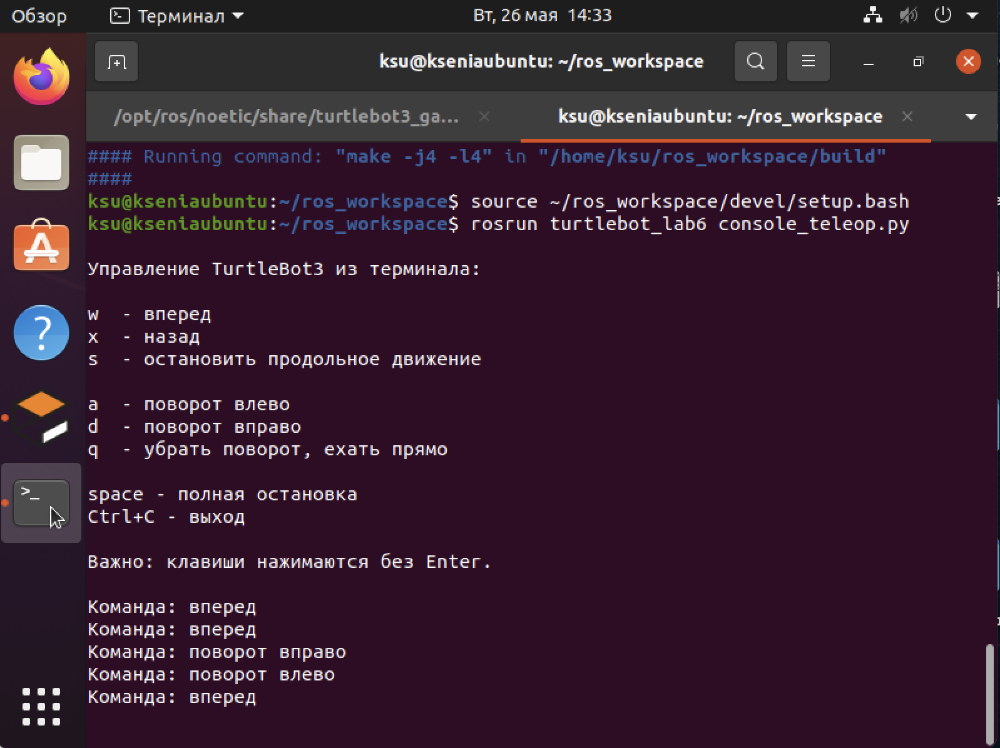 Обзор
Терминал
Вт, 26 мая 14:33
ksu@kseniaubuntu: ~/ros_workspace
/opt/ros/noetic/share/turtlebot3_ga...
ksu@kseniaubuntu: ~/ros_workspace
#### Running command: "make -j4 -l4" in "/home/ksu/ros_workspace/build"
####
ksu@kseniaubuntu:~/ros_workspace$ source ~/ros_workspace/devel/setup.bash
ksu@kseniaubuntu:~/ros_workspace$ rosrun turtlebot_lab6 console_teleop.py
Управление TurtleBot3 из терминала:
w  - вперед
x  - назад
s  - остановить продольное движение
a  - поворот влево
d  - поворот вправо
q  - убрать поворот, ехать прямо
space - полная остановка
Ctrl+C - выход
Важно: клавиши нажимаются без Enter.
Команда: вперед
Команда: вперед
Команда: поворот вправо
Команда: поворот влево
Команда: вперед